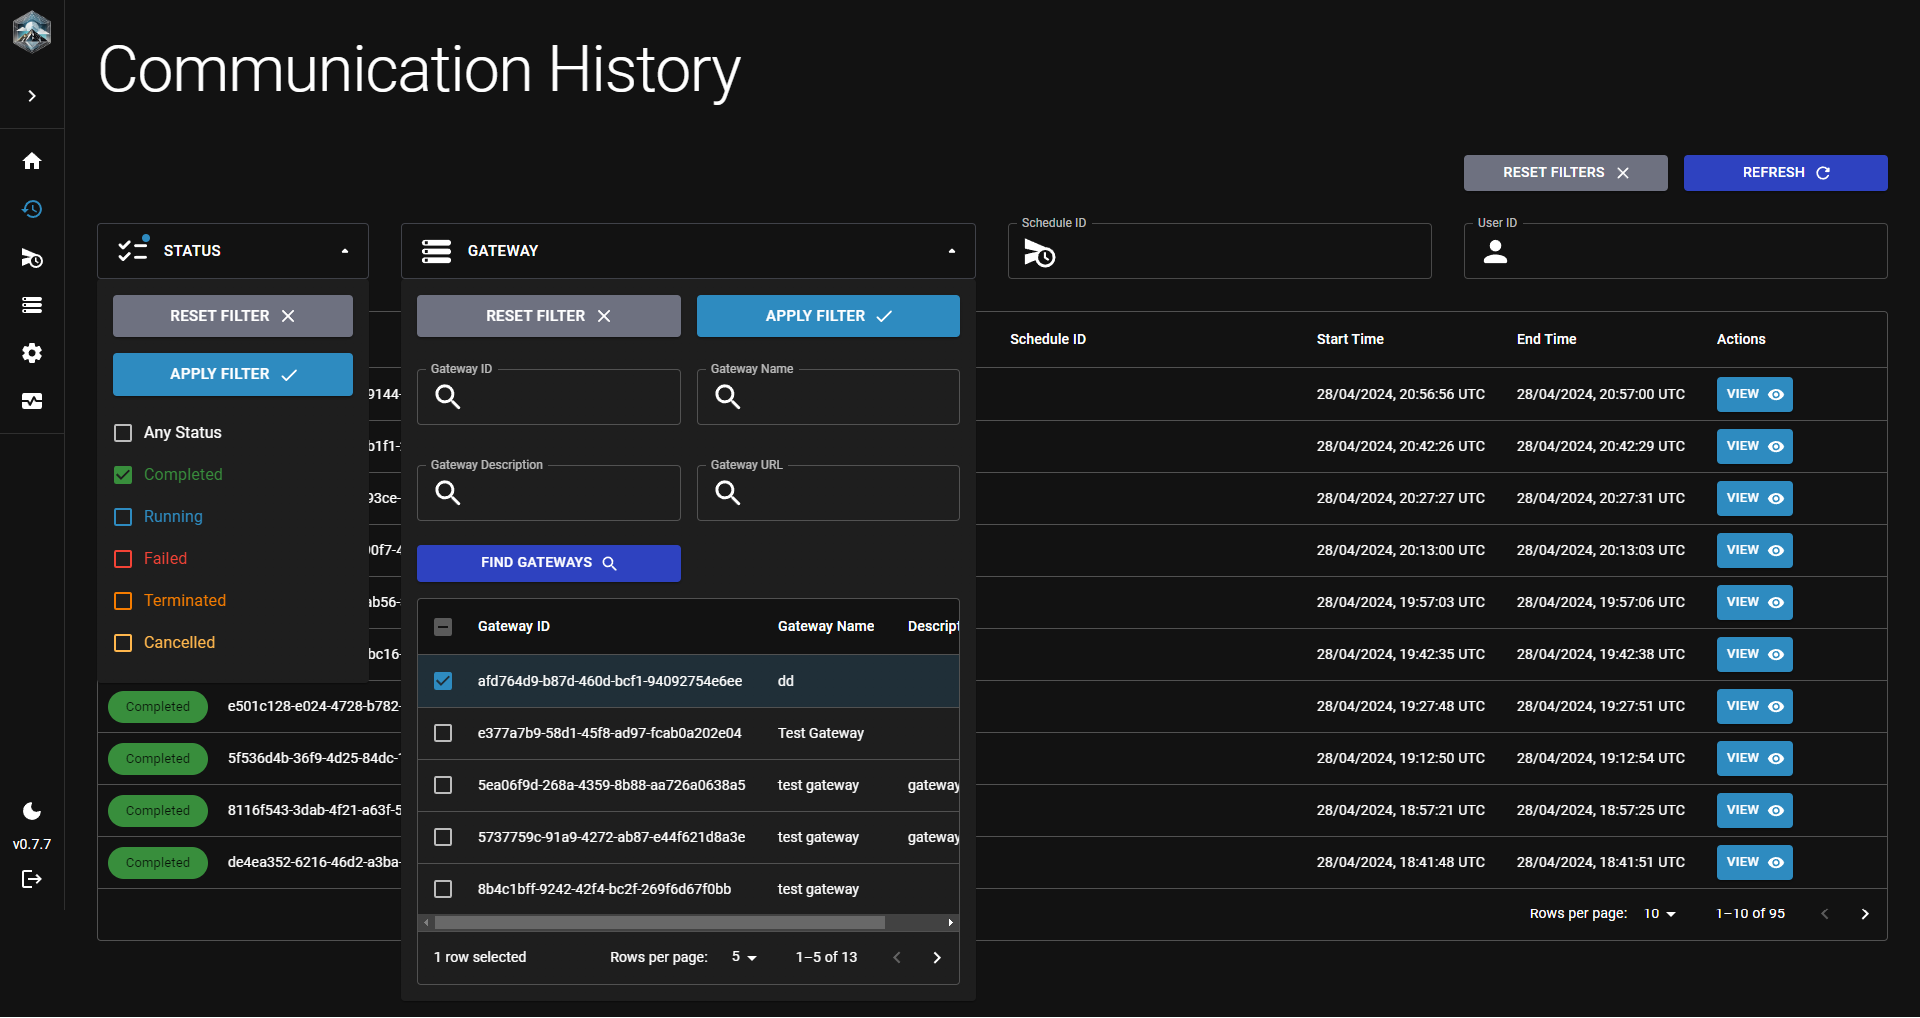 Communication History
RESET FILTERS
REFRESH
STATUS
GATEWAY
Schedule ID
User ID
RESET FILTER
APPLY FILTER
Any Status
Completed
Running
Failed
Terminated
Cancelled
RESET FILTER
APPLY FILTER
Gateway ID
Gateway Name
Gateway Description
Gateway URL
FIND GATEWAYS
Gateway ID Gateway Name Descript
afd764d9-b87d-460d-bcf1-94092754e6ee dd
e377a7b9-58d1-45f8-ad97-fcab0a202e04 Test Gateway
5ea06f9d-268a-4359-8b88-aa726a0638a5 test gateway gateway
5737759c-91a9-4272-ab87-e44f621d8a3e test gateway gateway
8b4c1bff-9242-42f4-bc2f-269f6d67f0bb test gateway
1 row selected Rows per page: 5 1–5 of 13
Schedule ID Start Time End Time Actions
9144- 28/04/2024, 20:56:56 UTC 28/04/2024, 20:57:00 UTC VIEW
b1f1- 28/04/2024, 20:42:26 UTC 28/04/2024, 20:42:29 UTC VIEW
93ce- 28/04/2024, 20:27:27 UTC 28/04/2024, 20:27:31 UTC VIEW
0f7-4 28/04/2024, 20:13:00 UTC 28/04/2024, 20:13:03 UTC VIEW
ab56- 28/04/2024, 19:57:03 UTC 28/04/2024, 19:57:06 UTC VIEW
bc16- 28/04/2024, 19:42:35 UTC 28/04/2024, 19:42:38 UTC VIEW
Completed e501c128-e024-4728-b782- 28/04/2024, 19:27:48 UTC 28/04/2024, 19:27:51 UTC VIEW
Completed 5f536d4b-36f9-4d25-84dc- 28/04/2024, 19:12:50 UTC 28/04/2024, 19:12:54 UTC VIEW
Completed 8116f543-3dab-4f21-a63f-5 28/04/2024, 18:57:21 UTC 28/04/2024, 18:57:25 UTC VIEW
Completed de4ea352-6216-46d2-a3ba- 28/04/2024, 18:41:48 UTC 28/04/2024, 18:41:51 UTC VIEW
Rows per page: 10 1–10 of 95
v0.7.7